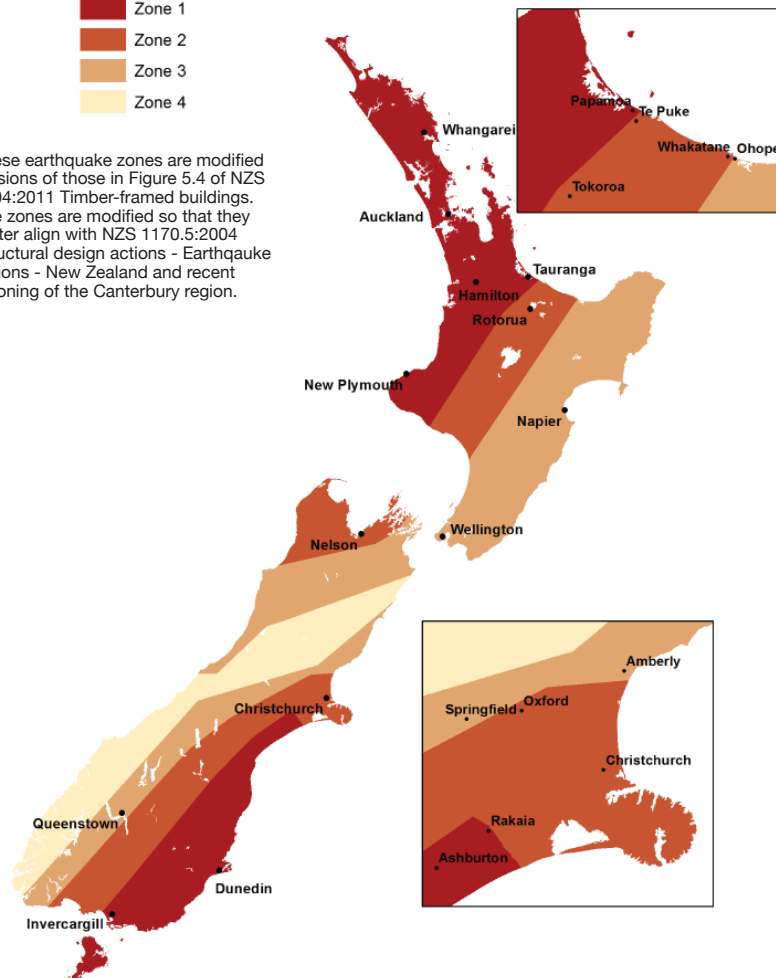 Zone 1
Zone 2
Zone 3
Zone 4
ese earthquake zones are modified
sions of those in Figure 5.4 of NZS
04:2011 Timber-framed buildings.
e zones are modified so that they
ter align with NZS 1170.5:2004
uctural design actions - Earthqauke
ions - New Zealand and recent
oning of the Canterbury region.
Papamoa
Te Puke
Whakatane
Ohope
Tokoroa
Whangarei
Auckland
Tauranga
Hamilton
Rotorua
New Plymouth
Napier
Wellington
Nelson
Christchurch
Queenstown
Dunedin
Invercargill
Amberly
Springfield
Oxford
Christchurch
Rakaia
Ashburton